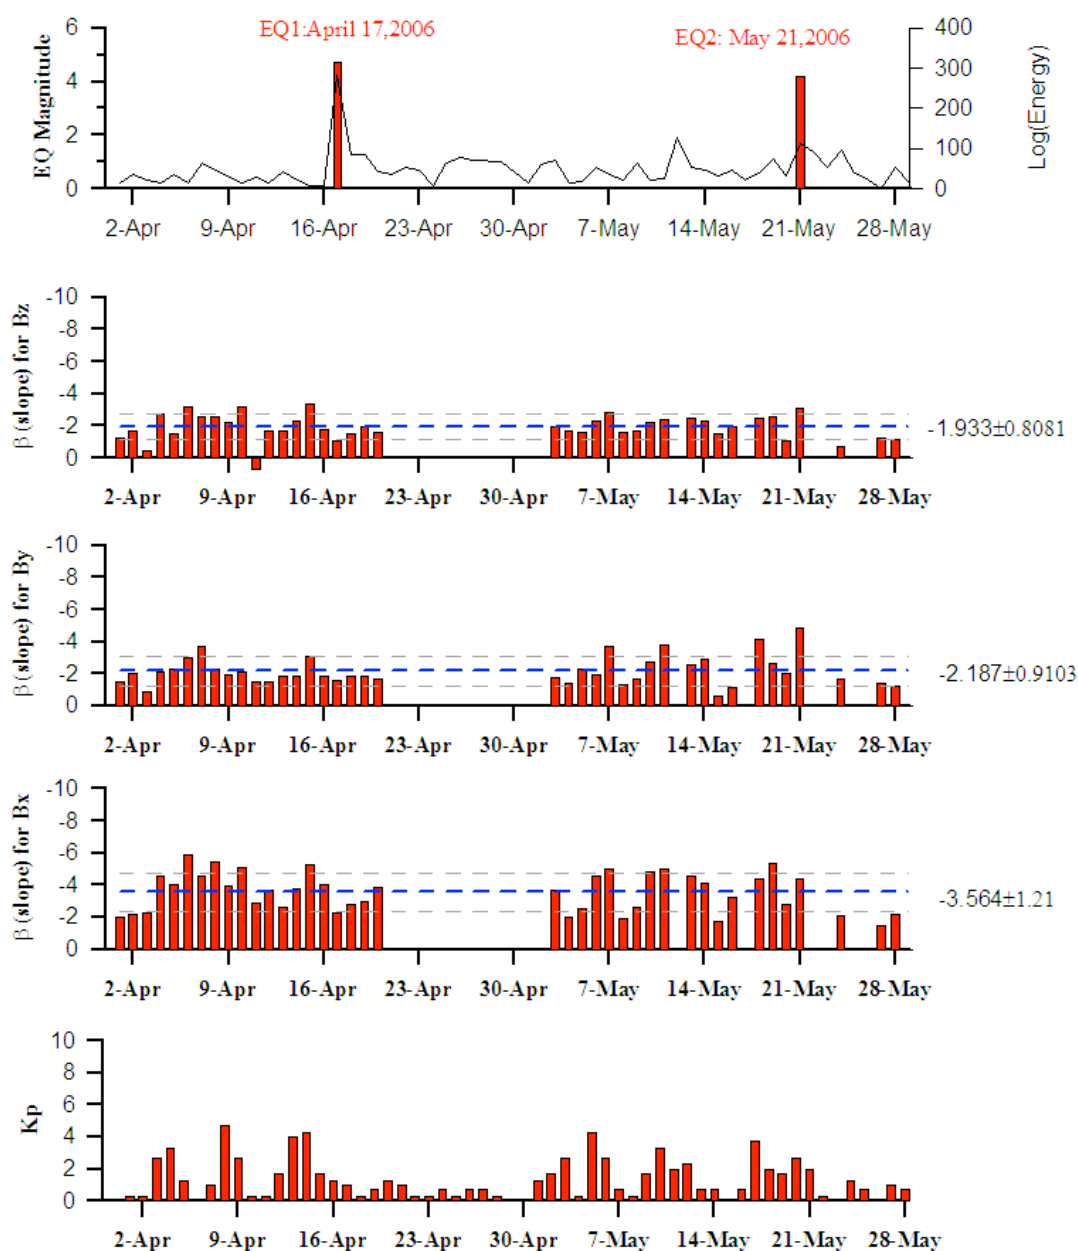 EQ1:April 17,2006
EQ2: May 21,2006
EQ Magnitude
6
4
2
0
400
300
200
100
0
Log(Energy)
2-Apr 9-Apr 16-Apr 23-Apr 30-Apr 7-May 14-May 21-May 28-May
β (slope) for Bz
-10
-8
-6
-4
-2
0
-1.933±0.8081
2-Apr 9-Apr 16-Apr 23-Apr 30-Apr 7-May 14-May 21-May 28-May
β (slope) for By
-10
-8
-6
-4
-2
0
-2.187±0.9103
2-Apr 9-Apr 16-Apr 23-Apr 30-Apr 7-May 14-May 21-May 28-May
β (slope) for Bx
-10
-8
-6
-4
-2
0
-3.564±1.21
2-Apr 9-Apr 16-Apr 23-Apr 30-Apr 7-May 14-May 21-May 28-May
Kp
10
8
6
4
2
0
2-Apr 9-Apr 16-Apr 23-Apr 30-Apr 7-May 14-May 21-May 28-May